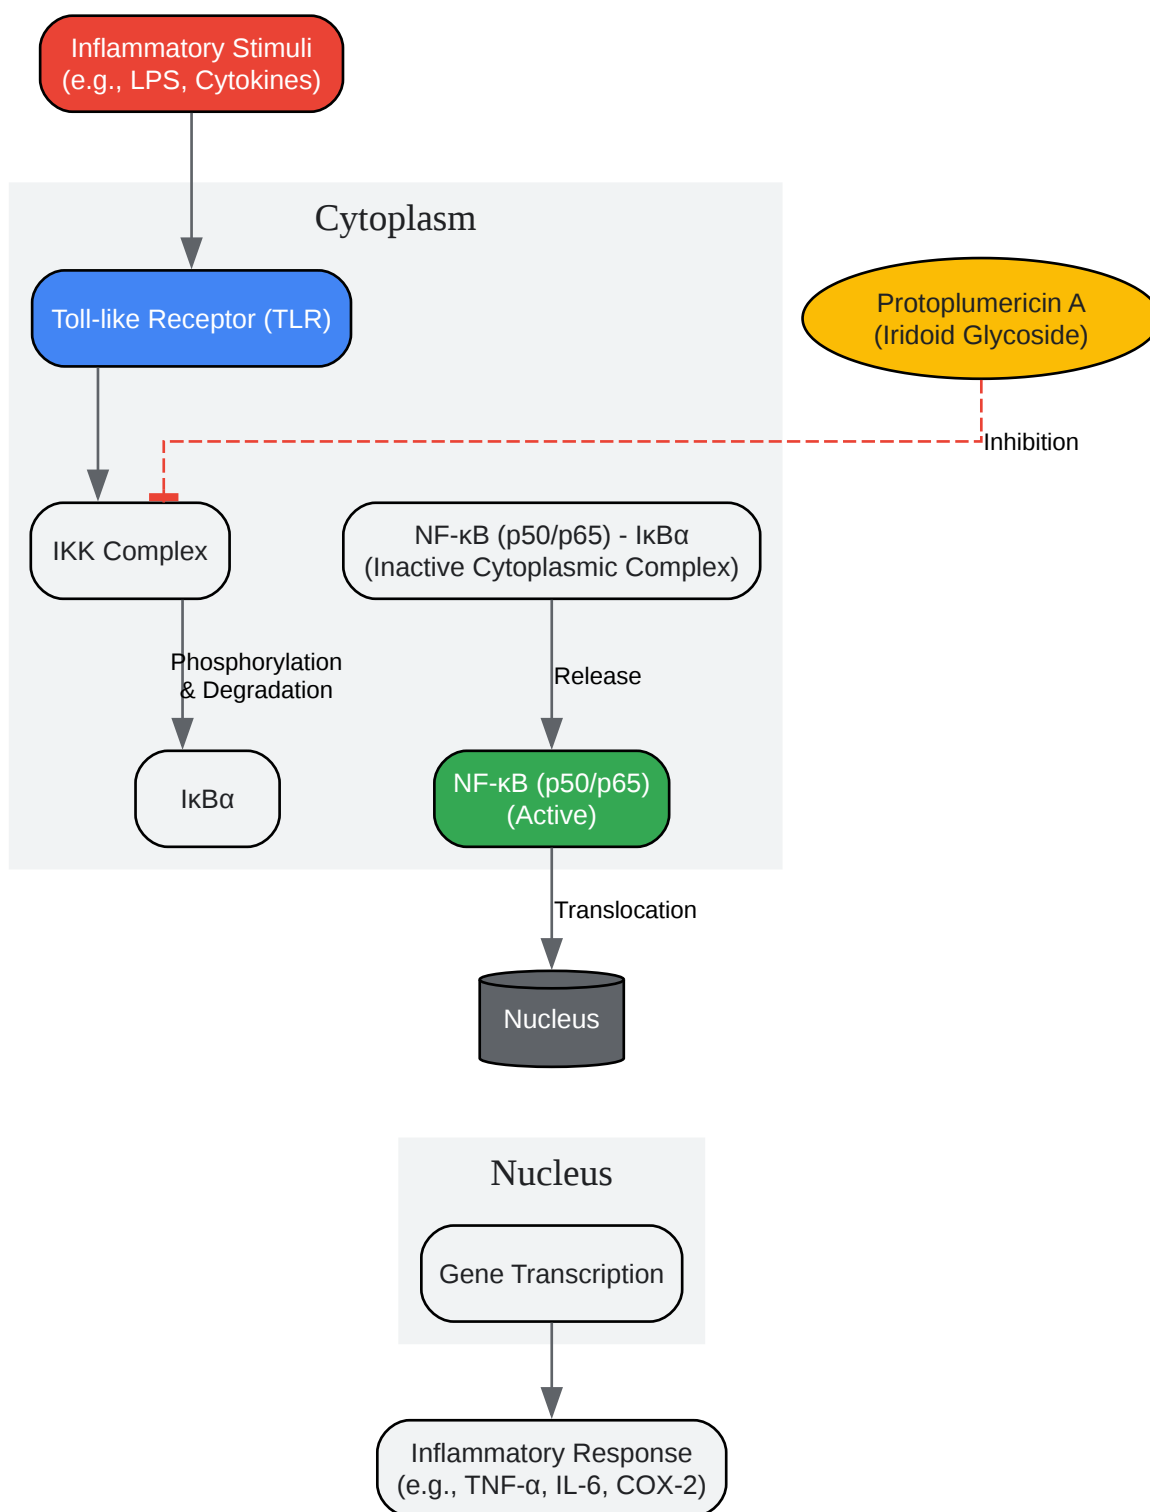 Inflammatory Stimuli
(e.g., LPS, Cytokines)
Cytoplasm
Toll-like Receptor (TLR)
Protoplumericin A
(Iridoid Glycoside)
Inhibition
IKK Complex
NF-κB (p50/p65) - IκBα
(Inactive Cytoplasmic Complex)
Phosphorylation
& Degradation
Release
IκBα
NF-κB (p50/p65)
(Active)
Translocation
Nucleus
Nucleus
Gene Transcription
Inflammatory Response
(e.g., TNF-α, IL-6, COX-2)